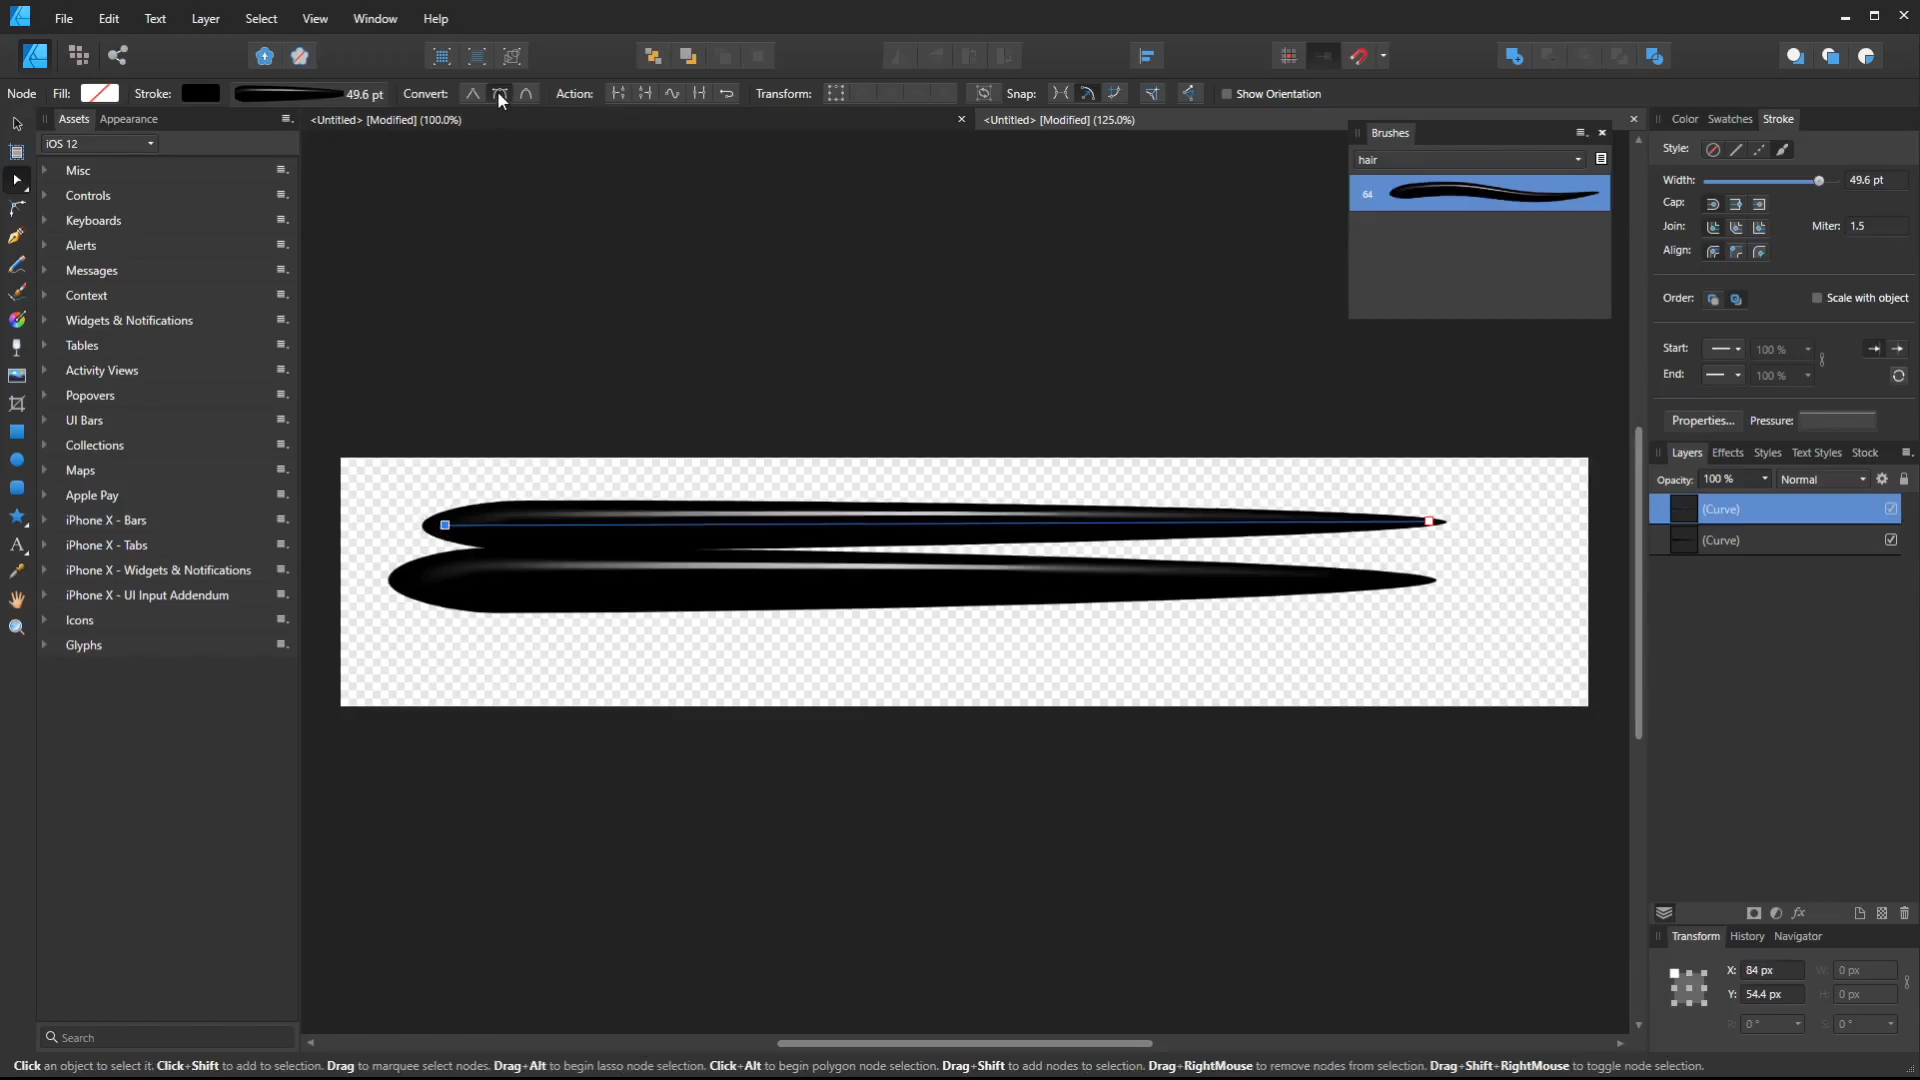 File Edit Text Layer Select View Window Help
Node Fill: Stroke: 49.6 pt Convert: Action: Transform: Snap: Show Orientation
Assets Appearance
iOS 12
Misc
Controls
Keyboards
Alerts
Messages
Context
Widgets & Notifications
Tables
Activity Views
Popovers
UI Bars
Collections
Maps
Apple Pay
iPhone X - Bars
iPhone X - Tabs
iPhone X - Widgets & Notifications
iPhone X - UI Input Addendum
Icons
Glyphs
Search
<Untitled> [Modified] (100.0%)
<Untitled> [Modified] (125.0%)
Brushes
hair
64
Color Swatches Stroke
Style:
Width: 49.6 pt
Cap:
Join: Miter: 1.5
Align:
Order: Scale with object
Start: 100 %
End: 100 %
Properties... Pressure:
Layers Effects Styles Text Styles Stock
Opacity: 100 % Normal
(Curve)
(Curve)
fx
Transform History Navigator
X: 84 px W: 0 px
Y: 54.4 px H: 0 px
R: 0 ° S: 0 °
Click an object to select it. Click+Shift to add to selection. Drag to marquee select nodes. Drag+Alt to begin lasso node selection. Click+Alt to begin polygon node selection. Drag+Shift to add nodes to selection. Drag+RightMouse to remove nodes from selection. Drag+Shift+RightMouse to toggle node selection.